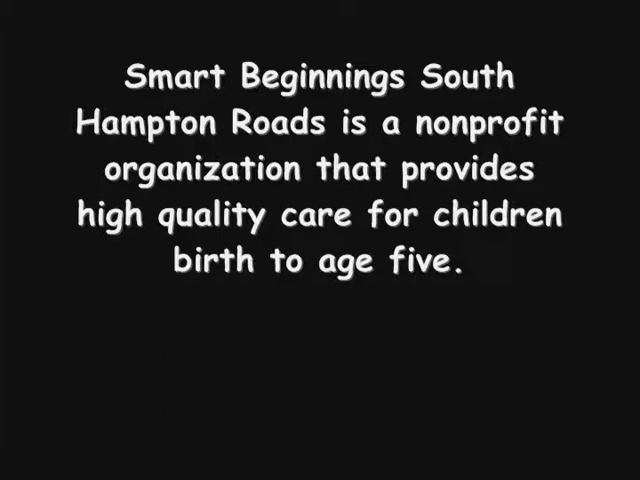 Smart Beginnings South
Hampton Roads is a nonprofit
organization that provides
high quality care for children
birth to age five.